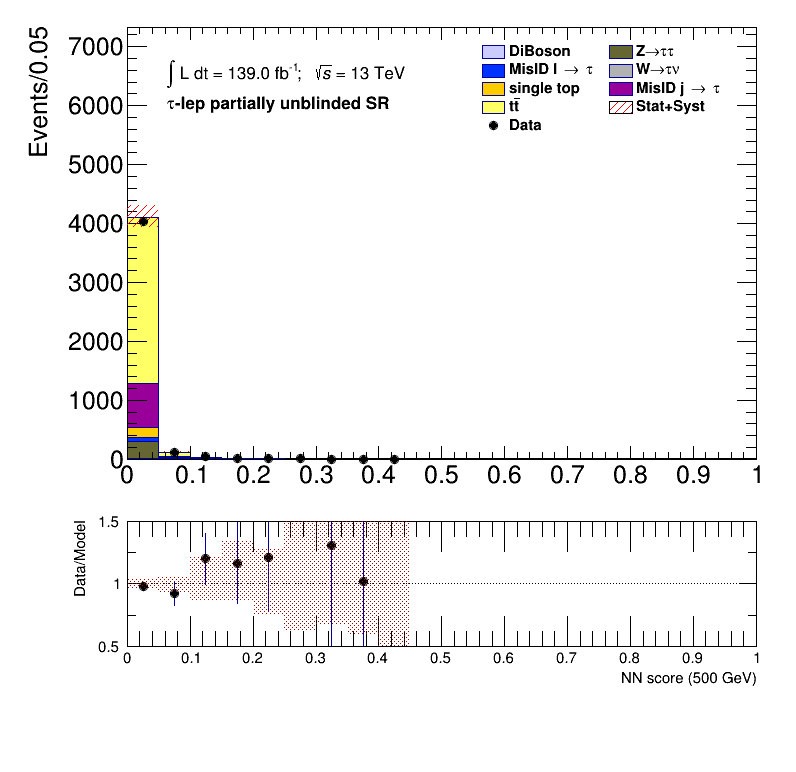 Events/0.05
7000
6000
5000
4000
3000
2000
1000
0
∫ L dt = 139.0 fb⁻¹; √s = 13 TeV
τ-lep partially unblinded SR
DiBoson
Z→ττ
MisID l → τ
W→τν
single top
MisID j → τ
tt̄
Stat+Syst
Data
0 0.1 0.2 0.3 0.4 0.5 0.6 0.7 0.8 0.9 1
Data/Model
1.5
1
0.5
0 0.1 0.2 0.3 0.4 0.5 0.6 0.7 0.8 0.9 1
NN score (500 GeV)